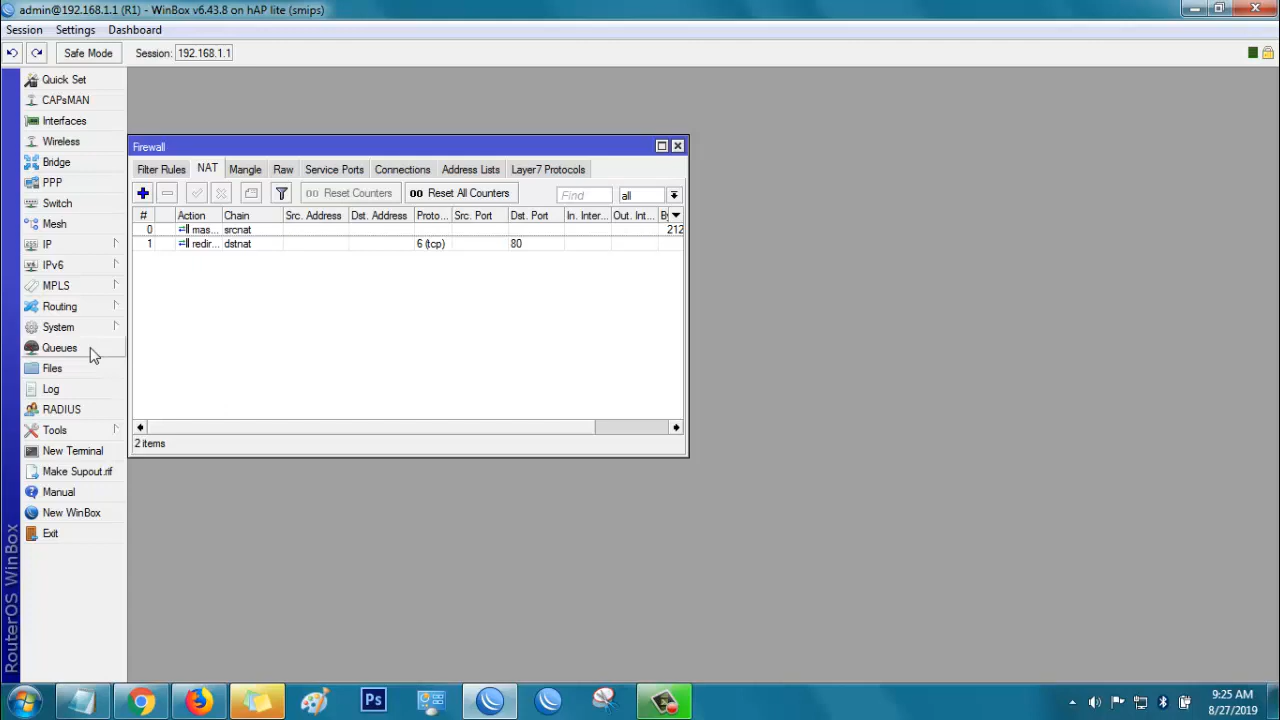 admin@192.168.1.1 (R1) - WinBox v6.43.8 on hAP lite (smips)
Session Settings Dashboard
Safe Mode Session: 192.168.1.1
Quick Set
CAPsMAN
Interfaces
Wireless
Bridge
PPP
Switch
Mesh
IP
IPv6
MPLS
Routing
System
Queues
Files
Log
RADIUS
Tools
New Terminal
Make Supout.rif
Manual
New WinBox
Exit
RouterOS WinBox
Firewall
Filter Rules NAT Mangle Raw Service Ports Connections Address Lists Layer7 Protocols
00 Reset Counters 00 Reset All Counters Find all
# Action Chain Src. Address Dst. Address Proto... Src. Port Dst. Port In. Inter... Out. Int... By
0 mas... srcnat 212
1 redir... dstnat 6 (tcp) 80
2 items
Ps
9:25 AM
8/27/2019